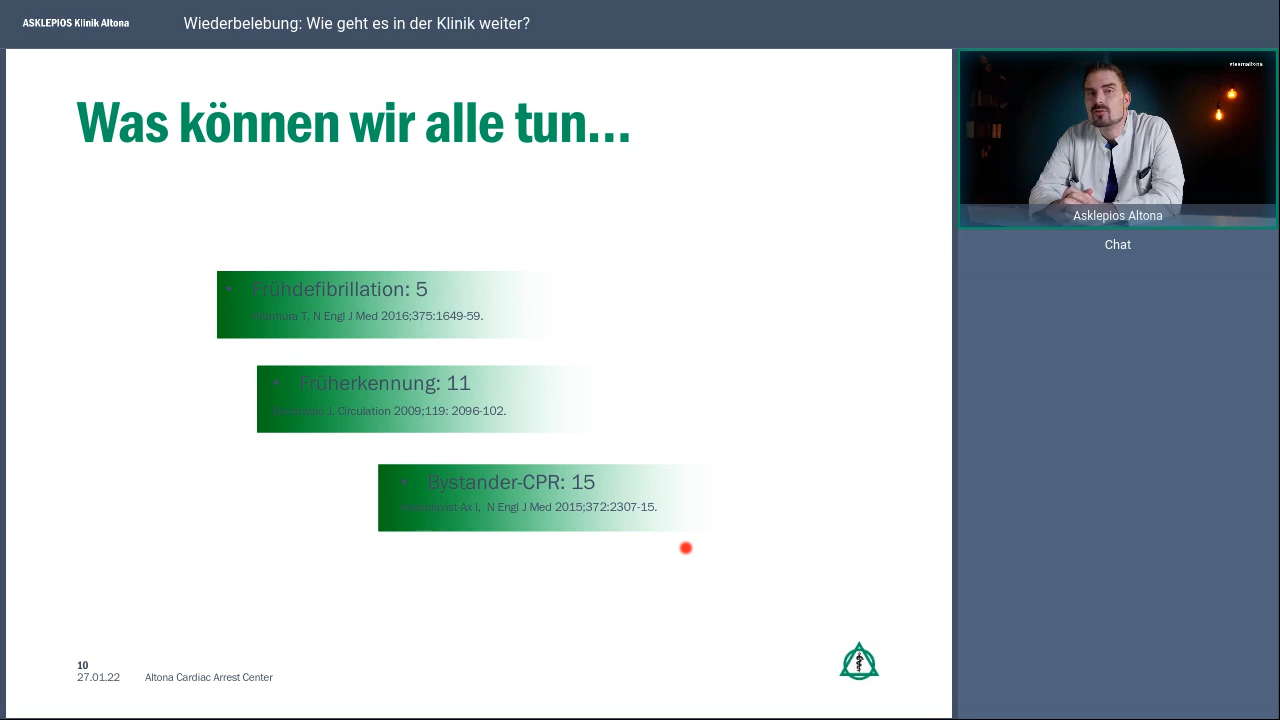 ASKLEPIOS Klinik Altona
Wiederbelebung: Wie geht es in der Klinik weiter?
Was können wir alle tun...
#teamaltona
Asklepios Altona
Chat
• Frühdefibrillation: 5
T, N Engl J Med 2016;375:1649-59.
• Früherkennung: 11
J, Circulation 2009;119: 2096-102.
• Bystander-CPR: 15
I, N Engl J Med 2015;372:2307-15.
10
27.01.22 Altona Cardiac Arrest Center